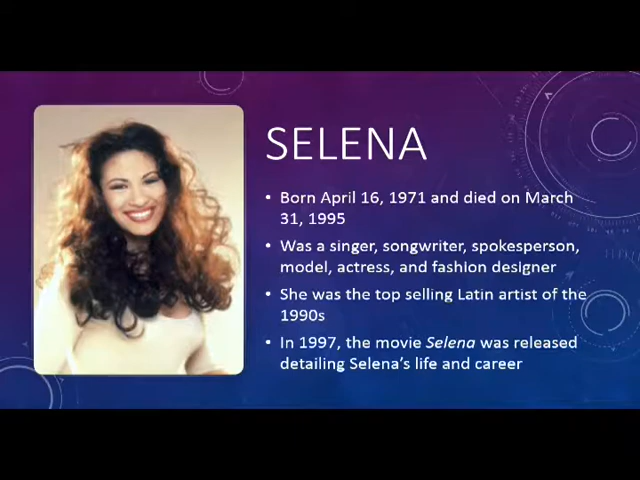 SELENA
• Born April 16, 1971 and died on March
31, 1995
• Was a singer, songwriter, spokesperson,
model, actress, and fashion designer
• She was the top selling Latin artist of the
1990s
• In 1997, the movie Selena was released
detailing Selena's life and career